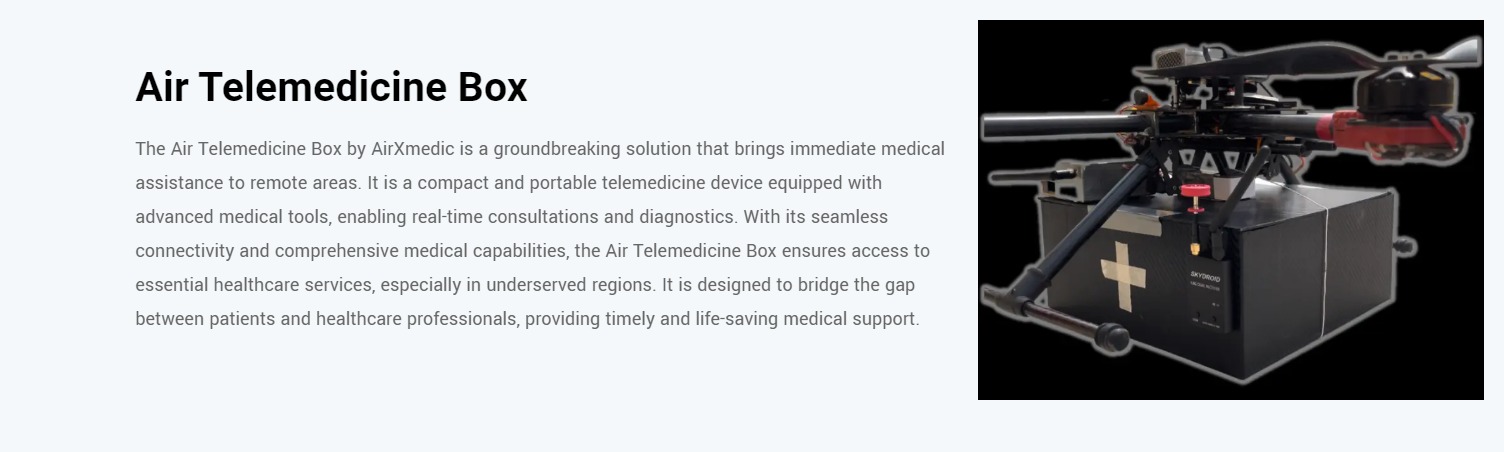 Air Telemedicine Box
The Air Telemedicine Box by AirXmedic is a groundbreaking solution that brings immediate medical
assistance to remote areas. It is a compact and portable telemedicine device equipped with
advanced medical tools, enabling real-time consultations and diagnostics. With its seamless
connectivity and comprehensive medical capabilities, the Air Telemedicine Box ensures access to
essential healthcare services, especially in underserved regions. It is designed to bridge the gap
between patients and healthcare professionals, providing timely and life-saving medical support.
SKYDROID